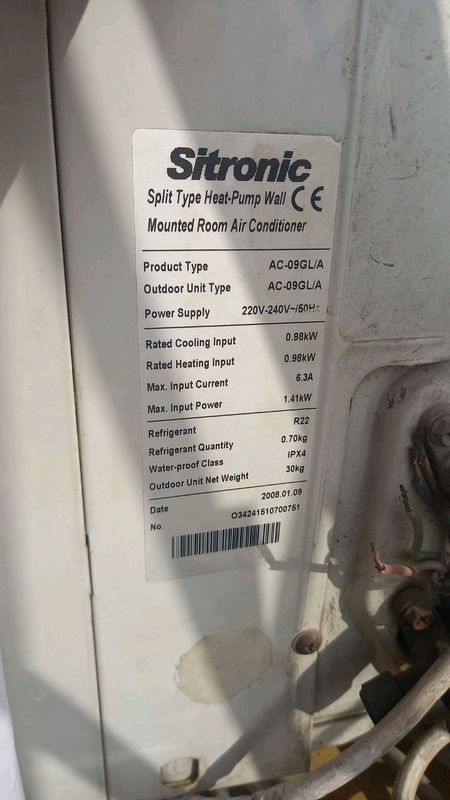 Sitronic
Split Type Heat-Pump Wall CE
Mounted Room Air Conditioner
Product Type AC-09GL/A
Outdoor Unit Type AC-09GL/A
Power Supply 220V-240V~/50Hz
Rated Cooling Input 0.98kW
Rated Heating Input 0.98kW
Max. Input Current 6.3A
Max. Input Power 1.41kW
Refrigerant R22
Refrigerant Quantity 0.70kg
Water-proof Class IPX4
Outdoor Unit Net Weight 30kg
Date 2008.01.09
No. O34241510700751